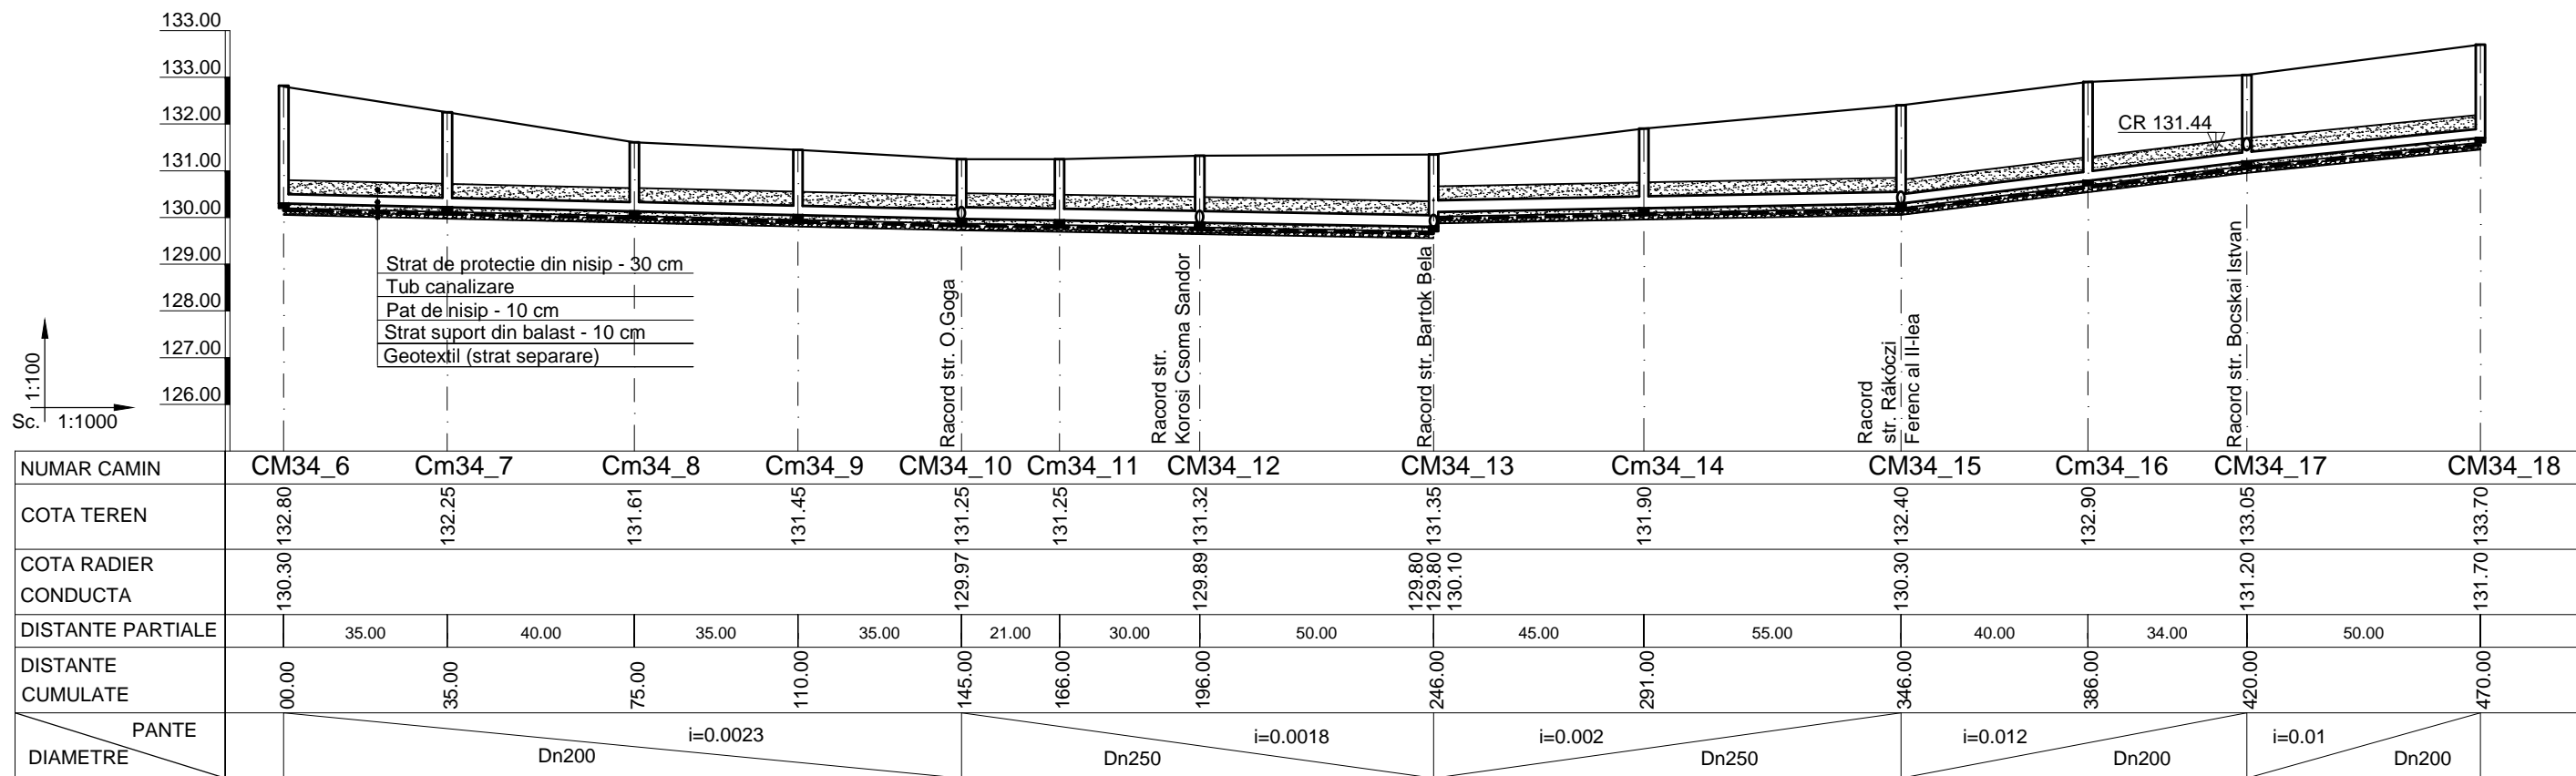 133.00
133.00
132.00
131.00
130.00
129.00
128.00
127.00
126.00
1:100
Sc. 1:1000
CR 131.44
Strat de protectie din nisip - 30 cm
Tub canalizare
Pat de nisip - 10 cm
Strat suport din balast - 10 cm
Geotextil (strat separare)
Racord str. O.Goga
Racord str.
Korosi Csoma Sandor
Racord str. Bartok Bela
Racord
str. Rákóczi
Ferenc al II-lea
Racord str. Bocskai Istvan
NUMAR CAMIN CM34_6 Cm34_7 Cm34_8 Cm34_9 CM34_10 Cm34_11 CM34_12 CM34_13 Cm34_14 CM34_15 Cm34_16 CM34_17 CM34_18
COTA TEREN 132.80 132.25 131.61 131.45 131.25 131.25 131.32 131.35 131.90 132.40 132.90 133.05 133.70
COTA RADIER
CONDUCTA
130.30 129.97 129.89 129.80 129.80 130.10 130.30 131.20 131.70
DISTANTE PARTIALE 35.00 40.00 35.00 35.00 21.00 30.00 50.00 45.00 55.00 40.00 34.00 50.00
DISTANTE
CUMULATE
00.00 35.00 75.00 110.00 145.00 166.00 196.00 246.00 291.00 346.00 386.00 420.00 470.00
PANTE i=0.0023 i=0.0018 i=0.002 i=0.012 i=0.01
DIAMETRE Dn200 Dn250 Dn250 Dn200 Dn200